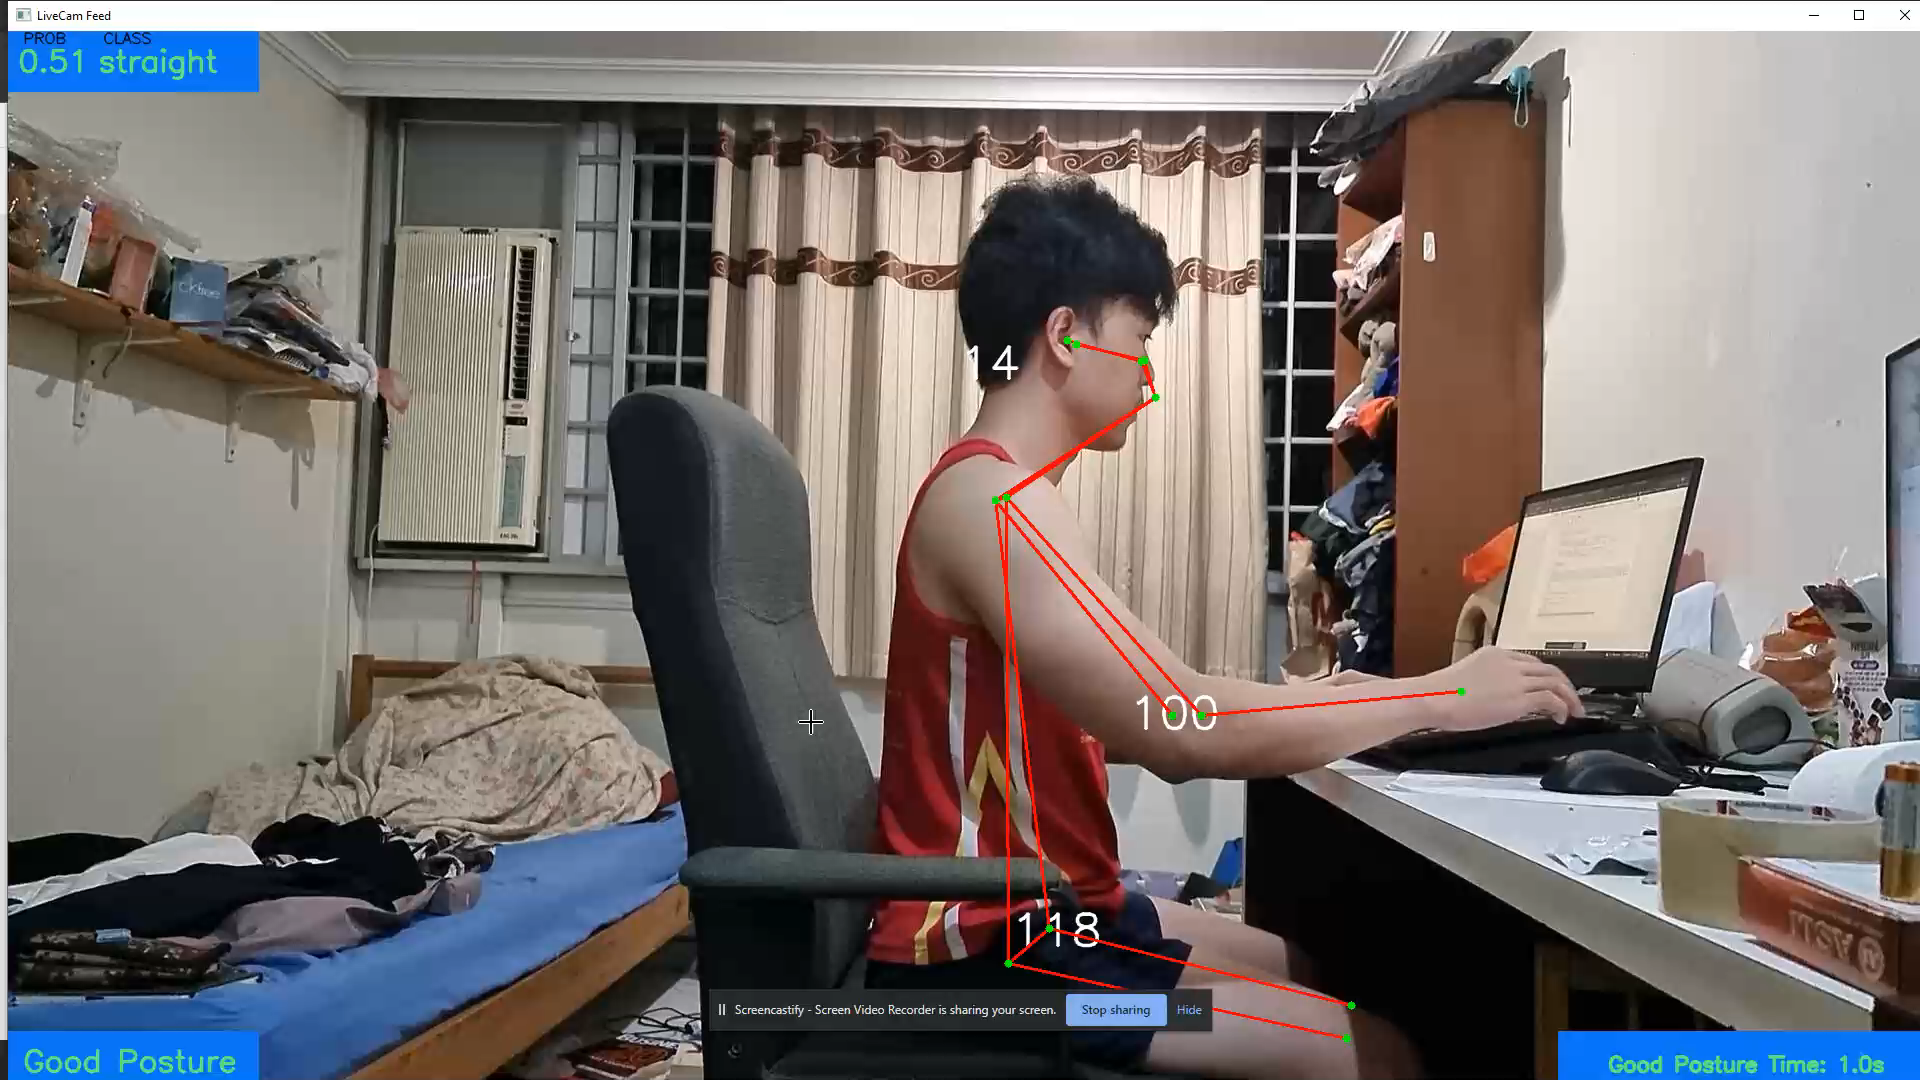 LiveCam Feed
PROB CLASS
0.51 straight
14
100
118
Screencastify - Screen Video Recorder is sharing your screen.
Stop sharing
Hide
Good Posture
Good Posture Time: 1.0s